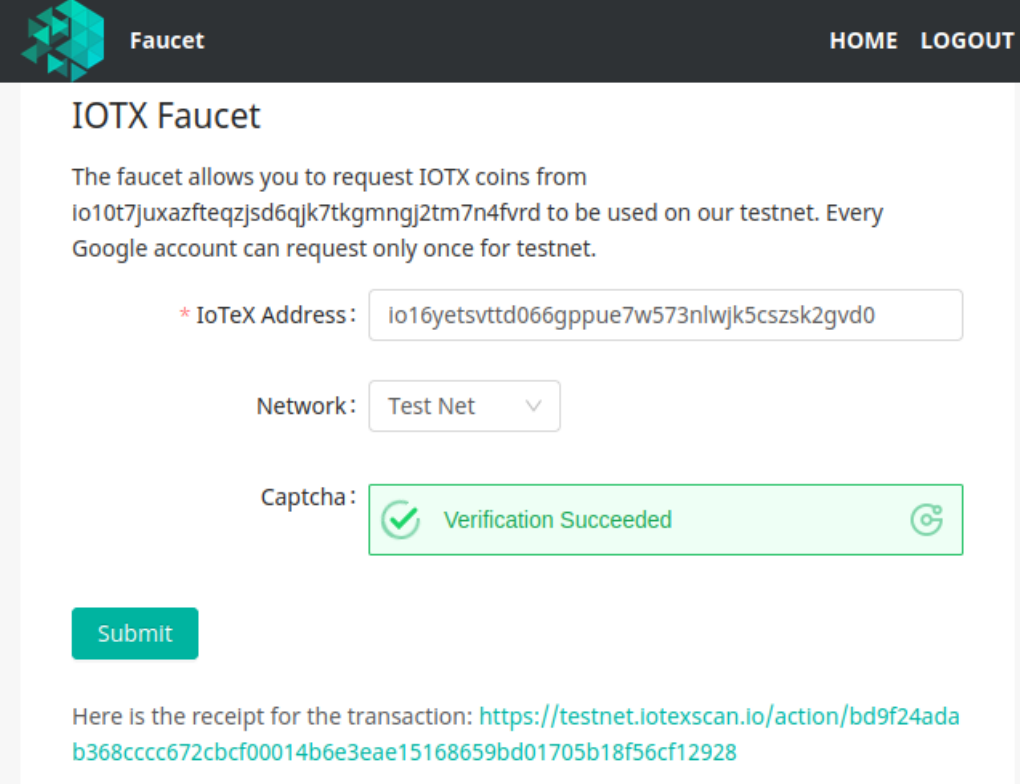 Faucet HOME LOGOUT
IOTX Faucet
The faucet allows you to request IOTX coins from
io10t7juxazfteqzjsd6qjk7tkgmngj2tm7n4fvrd to be used on our testnet. Every
Google account can request only once for testnet.
* IoTeX Address: io16yetsvttd066gppue7w573nlwjk5cszsk2gvd0
Network: Test Net
Captcha: Verification Succeeded
Submit
Here is the receipt for the transaction: https://testnet.iotexscan.io/action/bd9f24ada
b368cccc672cbcf00014b6e3eae15168659bd01705b18f56cf12928